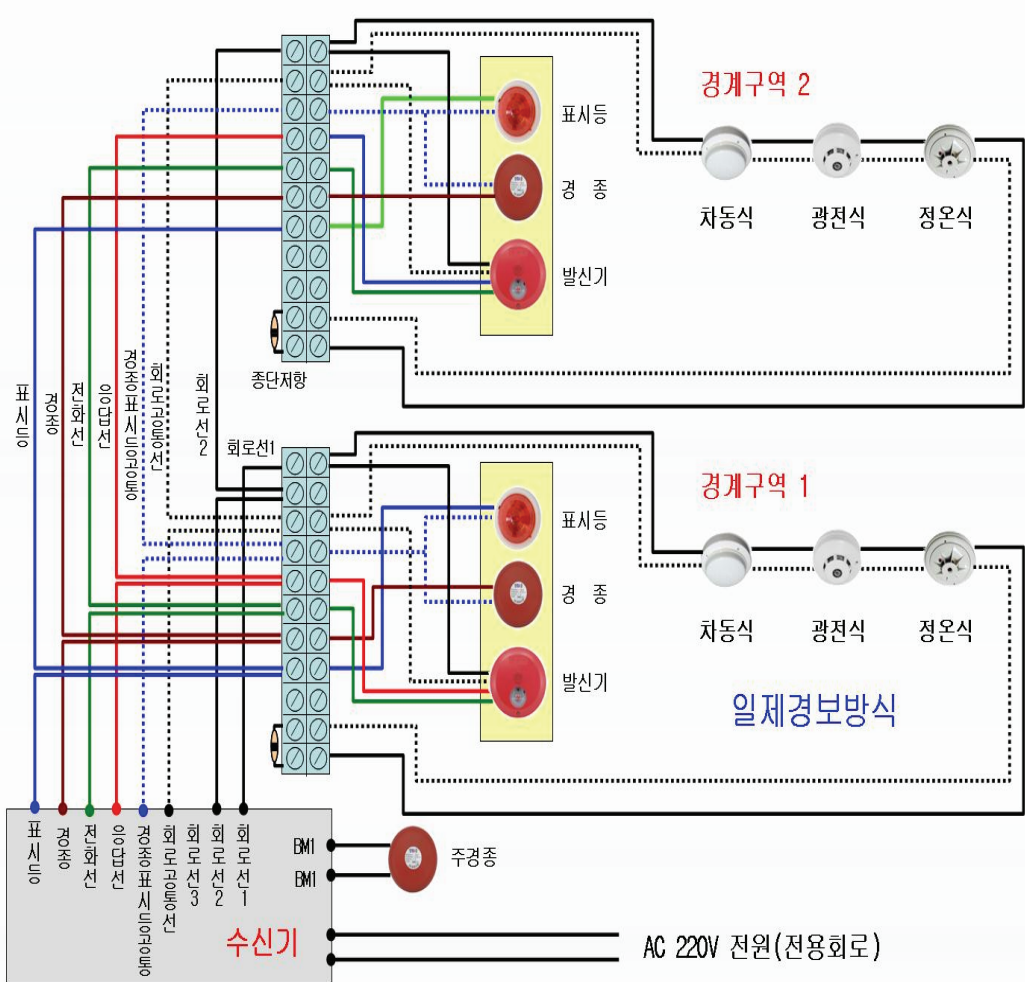 경계구역 2
표시등
경 종
발신기
차동식
광전식
정온식
종단저항
표시등
경종
전화선
응답선
경종표시등공통
회로공통선
회로선2
회로선1
경계구역 1
표시등
경 종
발신기
차동식
광전식
정온식
일제경보방식
표시등
경종
전화선
응답선
경종표시등공통
회로공통선
회로선3
회로선2
회로선1
BM1
BM1
주경종
수신기
AC 220V 전원(전용회로)